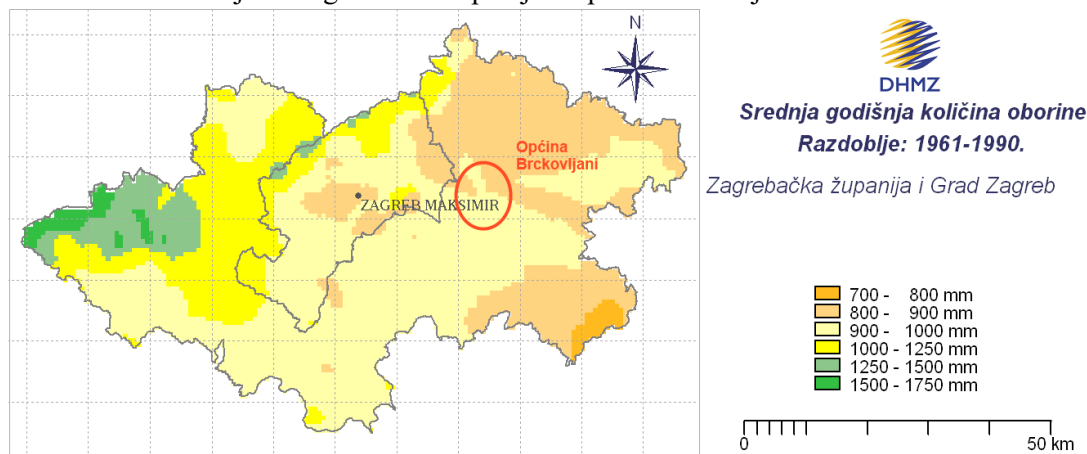 N
DHMZ
Srednja godišnja količina oborine
Razdoblje: 1961-1990.
Zagrebačka županija i Grad Zagreb
Općina
Brckovljani
ZAGREB MAKSIMIR
700 - 800 mm
800 - 900 mm
900 - 1000 mm
1000 - 1250 mm
1250 - 1500 mm
1500 - 1750 mm
0 50 km